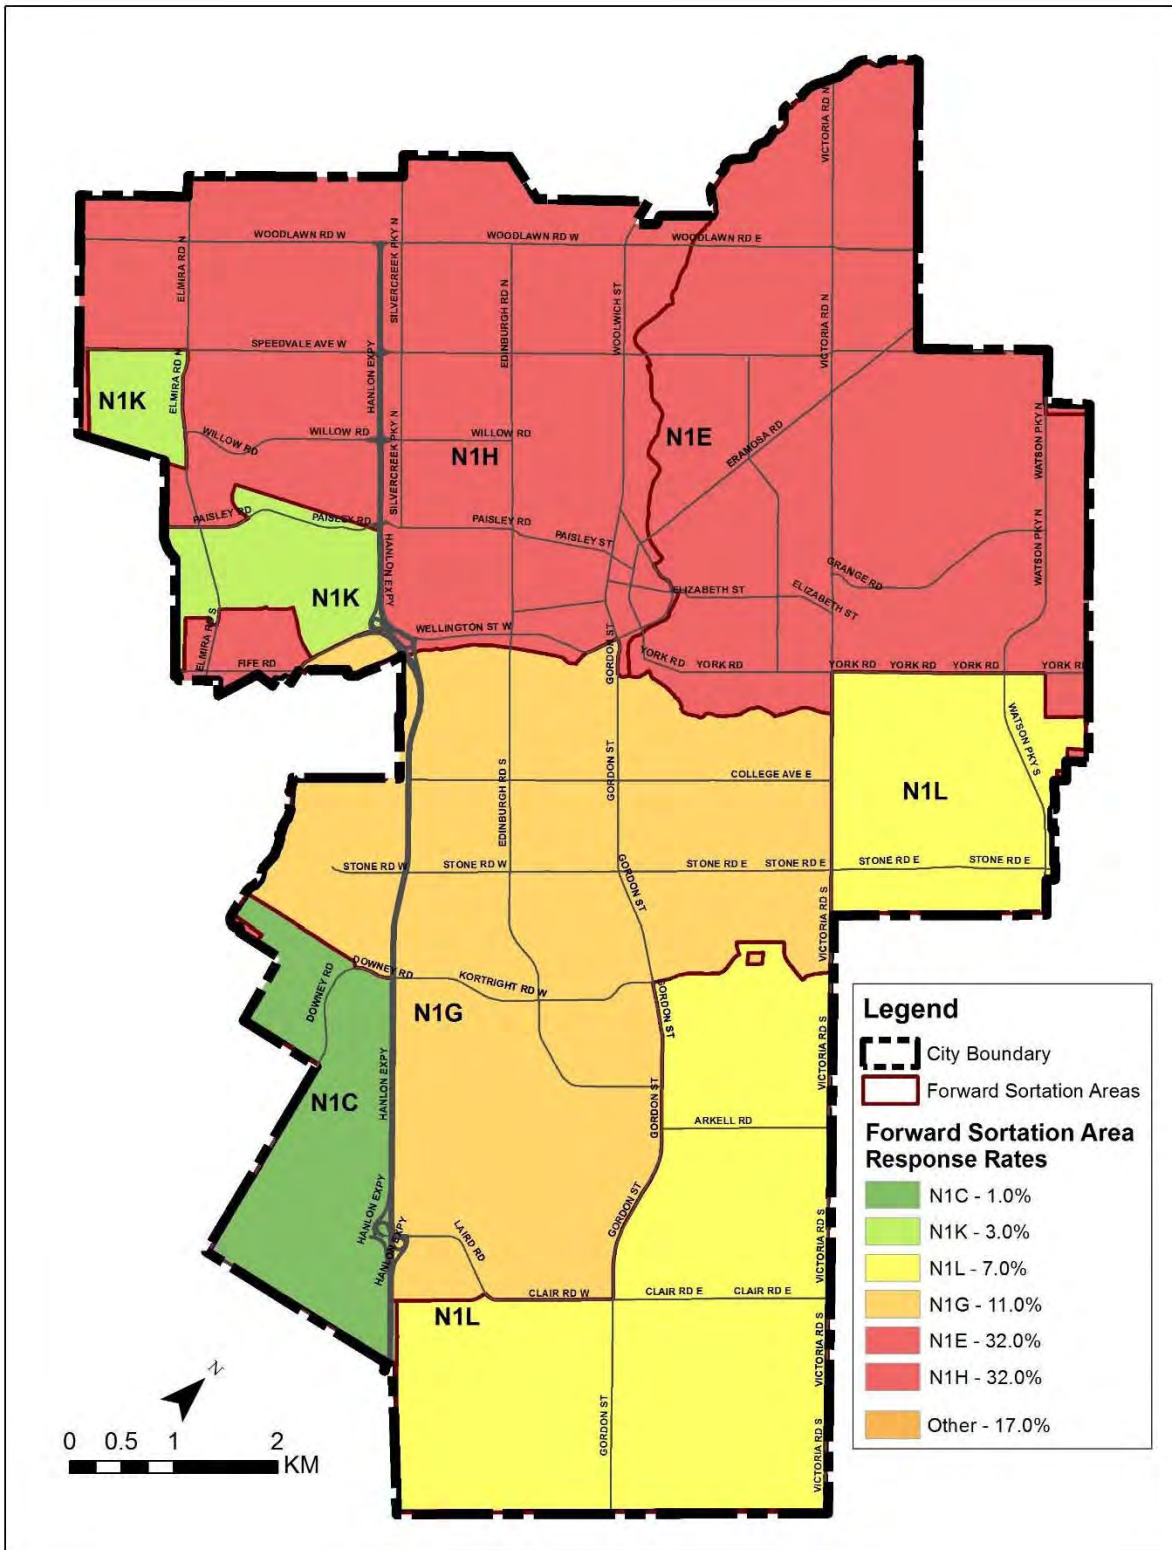 VICTORIA RD N
WOODLAWN RD W
WOODLAWN RD W
WOODLAWN RD E
ELMIRA RD N
SILVERCREEK PKY N
EDINBURGH RD N
WOOLWICH ST
VICTORIA RD N
SPEEDVALE AVE W
HANLON EXPY
ELMIRA RD N
N1K
WILLOW RD
WILLOW RD
WILLOW RD
N1H
N1E
ERAMOSA RD
WATSON PKY N
SILVERCREEK PKY N
PAISLEY RD
PAISLEY RD
PAISLEY RD
PAISLEY ST
WATSON PKY N
HANLON EXPY
GRANGE RD
N1K
ELIZABETH ST
ELIZABETH ST
ELMIRA RD S
WELLINGTON ST W
GORDON ST
FIFE RD
YORK RD
YORK RD
YORK RD
YORK RD
YORK RD
YORK RD
WATSON PKY S
GORDON ST
EDINBURGH RD S
COLLEGE AVE E
N1L
STONE RD W
STONE RD W
STONE RD E
STONE RD E
STONE RD E
STONE RD E
GORDON ST
VICTORIA RD S
DOWNEY RD
DOWNEY RD
KORTRIGHT RD W
GORDON ST
N1G
VICTORIA RD S
HANLON EXPY
N1C
GORDON ST
ARKELL RD
HANLON EXPY
HANLON EXPY
LAIRD RD
GORDON ST
VICTORIA RD S
CLAIR RD W
CLAIR RD E
CLAIR RD E
N1L
VICTORIA RD S
GORDON ST
VICTORIA RD S
Legend
City Boundary
Forward Sortation Areas
Forward Sortation Area
Response Rates
N1C - 1.0%
N1K - 3.0%
N1L - 7.0%
N1G - 11.0%
N1E - 32.0%
N1H - 32.0%
Other - 17.0%
N
0 0.5 1 2
KM